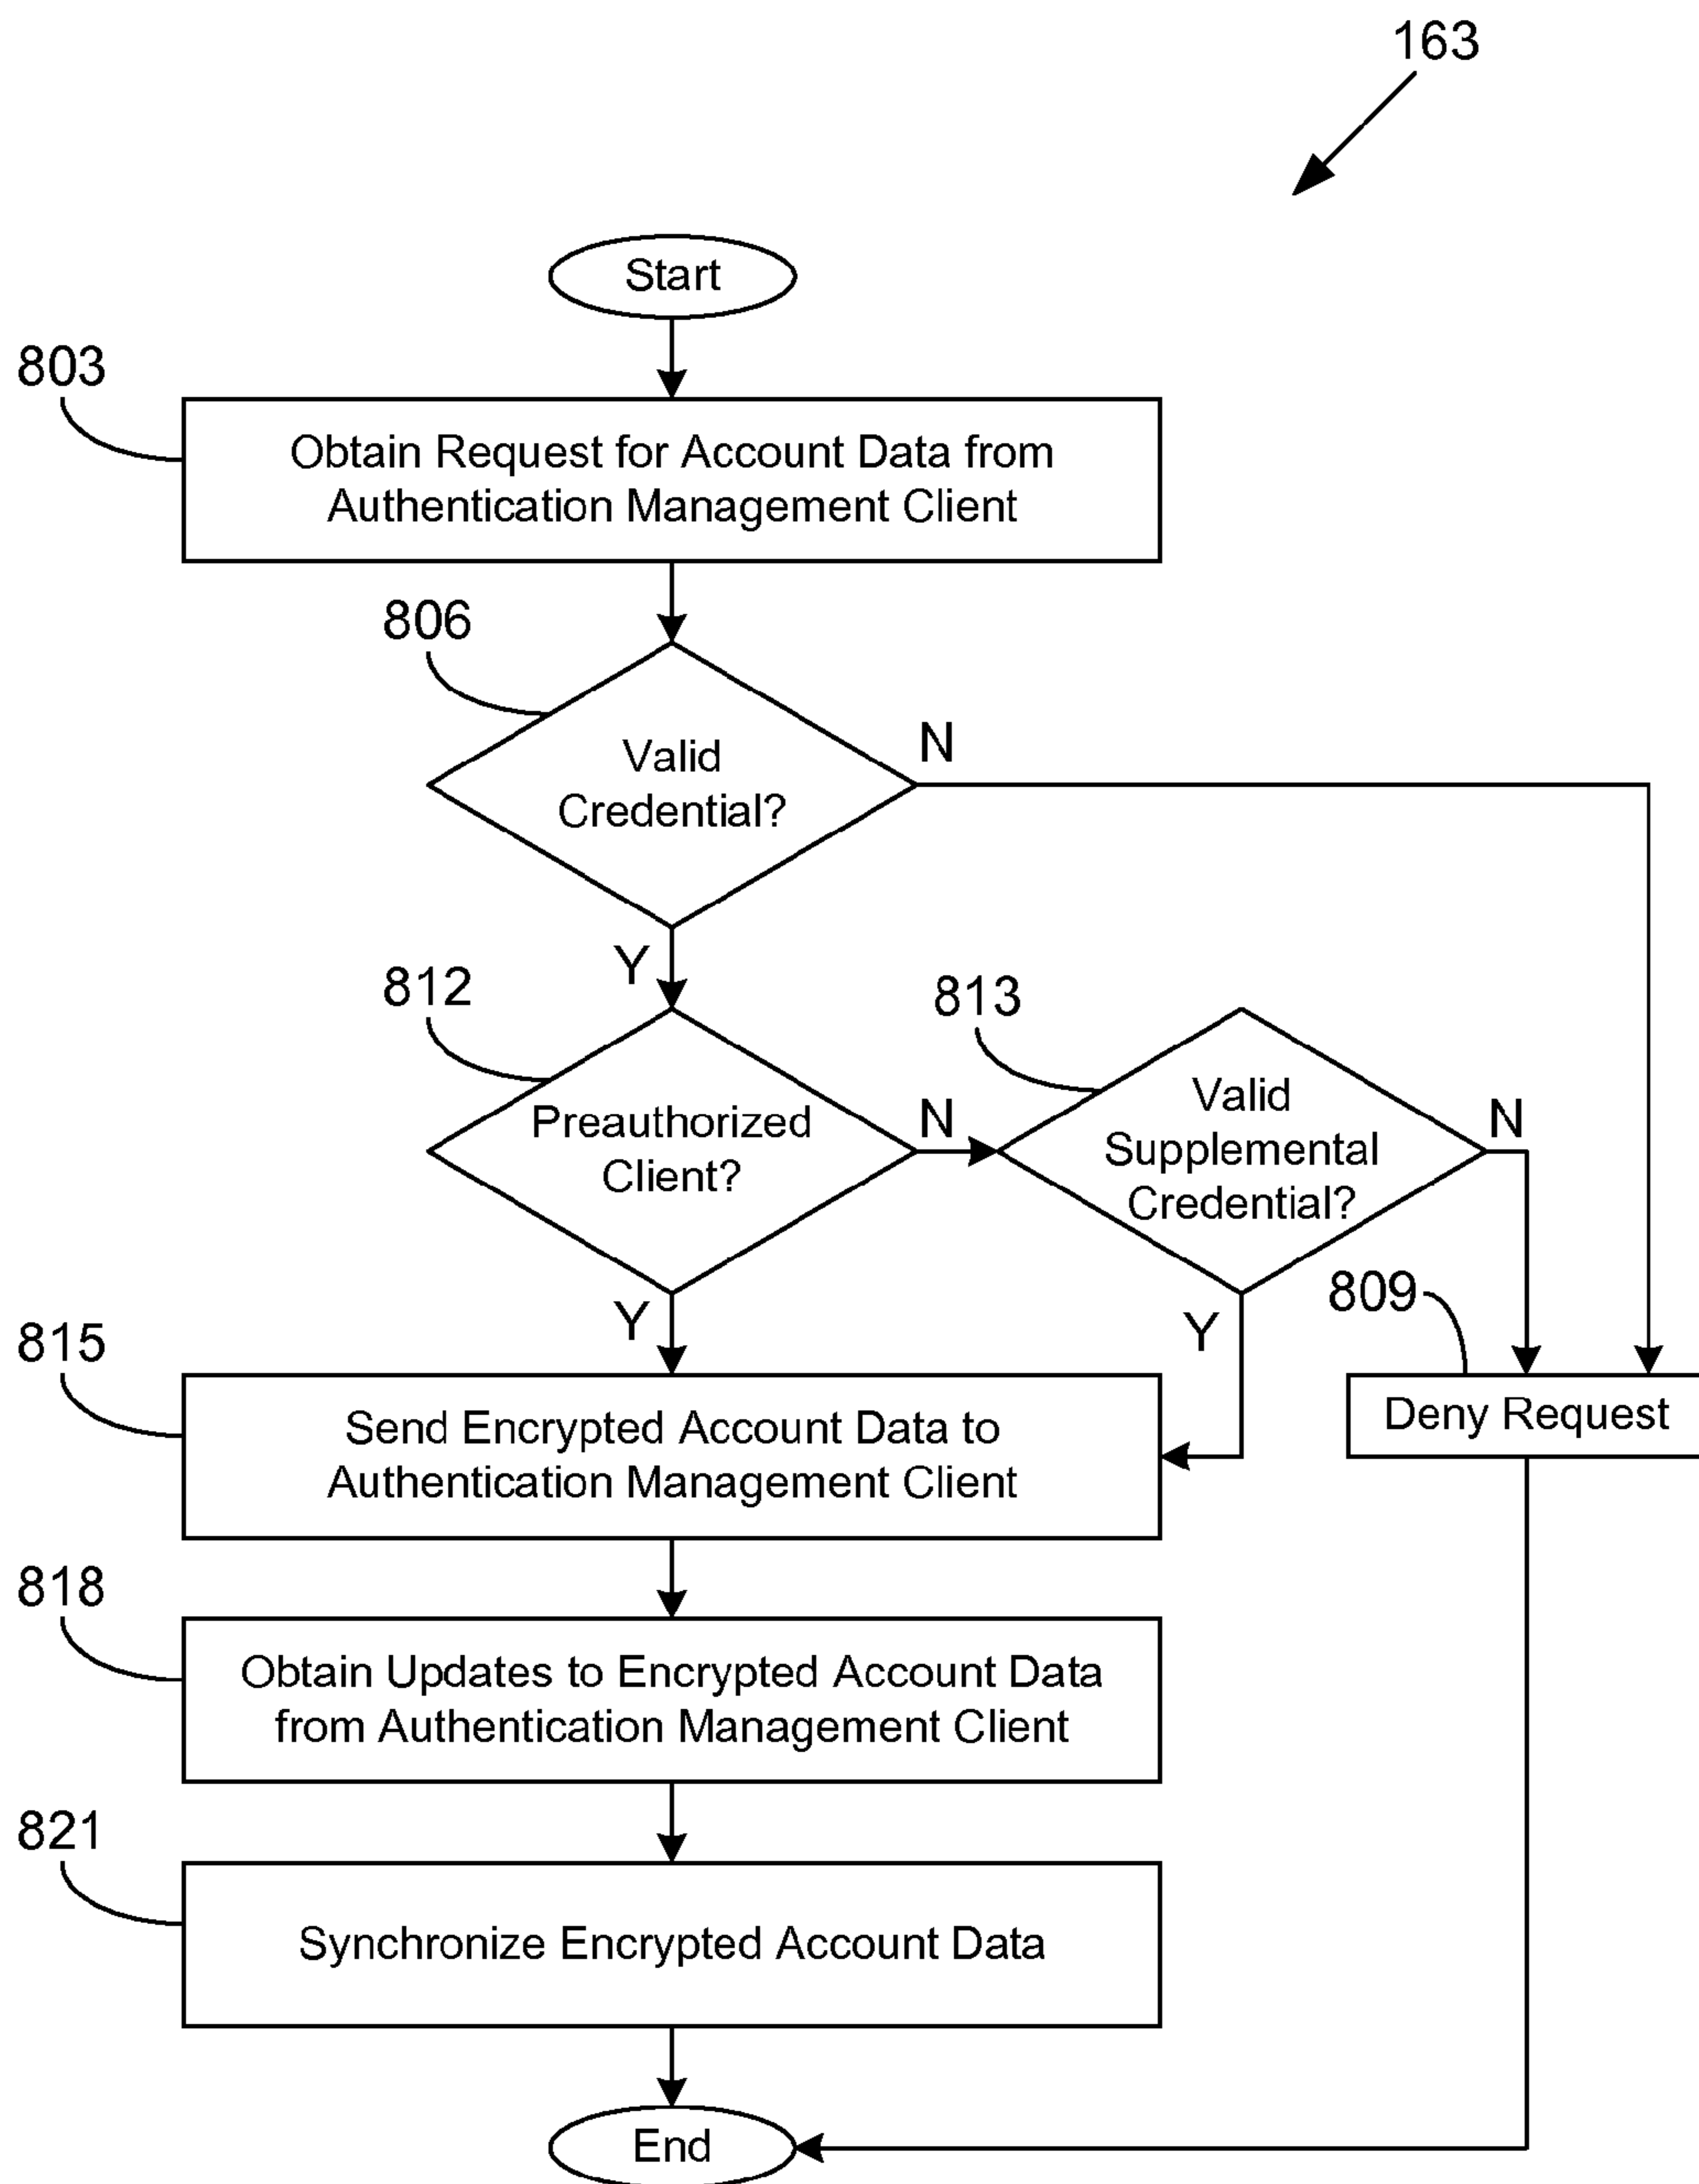 163
Start
803
Obtain Request for Account Data from
Authentication Management Client
806
Valid
Credential?
N
Y
812
Preauthorized
Client?
N
813
Valid
Supplemental
Credential?
N
Y
Y
809
Deny Request
815
Send Encrypted Account Data to
Authentication Management Client
818
Obtain Updates to Encrypted Account Data
from Authentication Management Client
821
Synchronize Encrypted Account Data
End